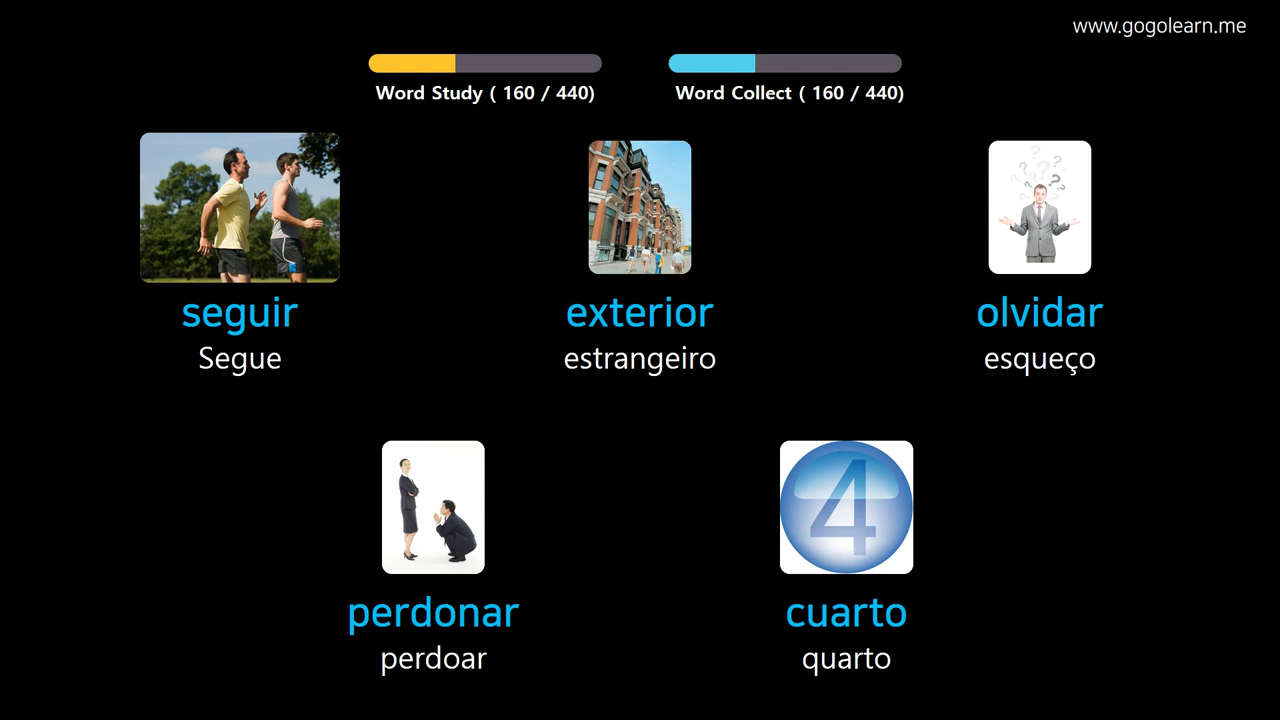 www.gogolearn.me
Word Study ( 160 / 440)
Word Collect ( 160 / 440)
seguir
Segue
exterior
estrangeiro
olvidar
esqueço
perdonar
perdoar
4
cuarto
quarto